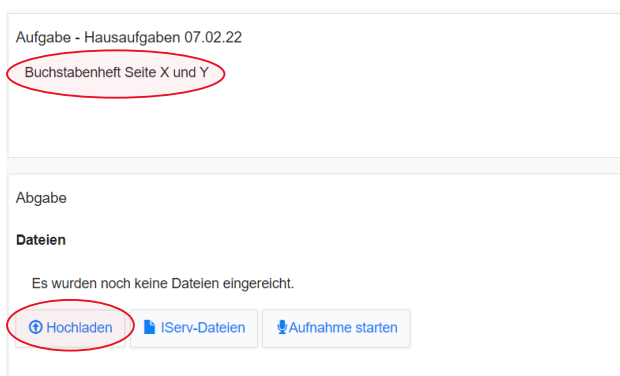 Aufgabe - Hausaufgaben 07.02.22
Buchstabenheft Seite X und Y
Abgabe
Dateien
Es wurden noch keine Dateien eingereicht.
Hochladen IServ-Dateien Aufnahme starten